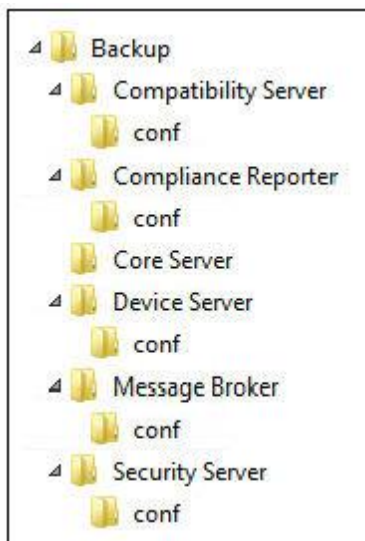 Backup
Compatibility Server
conf
Compliance Reporter
conf
Core Server
Device Server
conf
Message Broker
conf
Security Server
conf